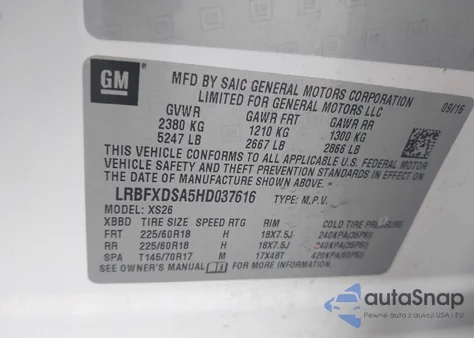 GM
MFD BY SAIC GENERAL MOTORS CORPORATION
LIMITED FOR GENERAL MOTORS LLC
09/16
GVWR GAWR FRT GAWR RR
2380 KG 1210 KG 1300 KG
5247 LB 2667 LB 2866 LB
THIS VEHICLE CONFORMS TO ALL APPLICABLE U.S. FEDERAL MOTOR
VEHICLE SAFETY AND THEFT PREVENTION STANDARDS IN EFFECT ON
THE DATE OF MANUFACTURE SHOWN ABOVE.
LRBFXDSA5HD037616 TYPE: M.P.V.
MODEL: XS26
XBBD TIRE SIZE SPEED RTG RIM COLD TIRE PRESSURE
FRT 225/60R18 H 18X7.5J 240KPA(35PSI)
RR 225/60R18 H 18X7.5J 240KPA(35PSI)
SPA T145/70R17 M 17X4BT 420KPA(60PSI)
SEE OWNER'S MANUAL FOR MORE INFORMATION
autoSnap
Pewne auta z USA i EU